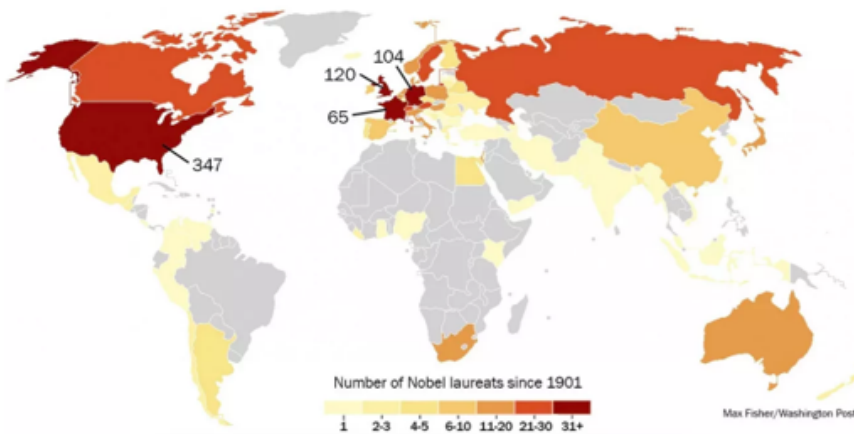 104
120
65
347
Number of Nobel laureats since 1901
1 2-3 4-5 6-10 11-20 21-30 31+
Max Fisher/Washington Post